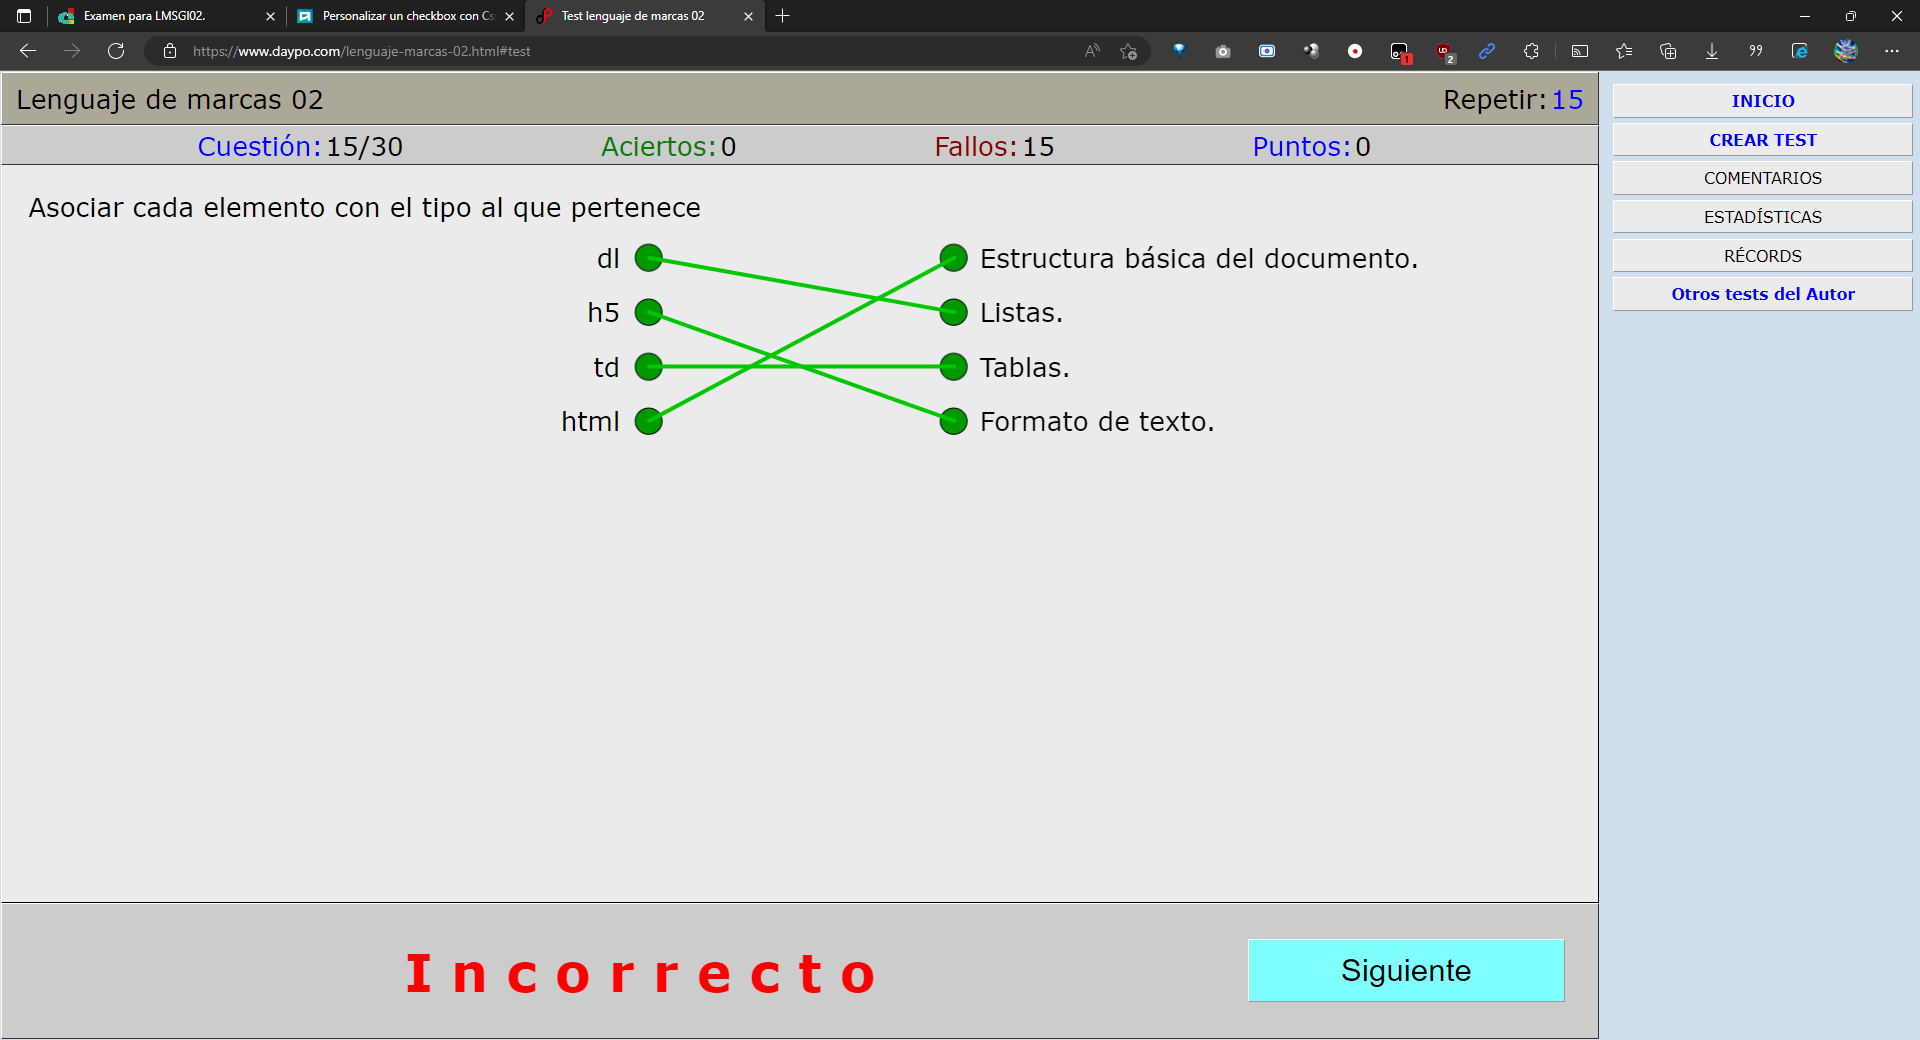 Examen para LMSGI02.
Personalizar un checkbox con Cs
Test lenguaje de marcas 02
https://www.daypo.com/lenguaje-marcas-02.html#test
1
2
Lenguaje de marcas 02
Repetir: 15
Cuestión: 15/30
Aciertos: 0
Fallos: 15
Puntos: 0
Asociar cada elemento con el tipo al que pertenece
dl
Estructura básica del documento.
h5
Listas.
td
Tablas.
html
Formato de texto.
Incorrecto
Siguiente
INICIO
CREAR TEST
COMENTARIOS
ESTADÍSTICAS
RÉCORDS
Otros tests del Autor